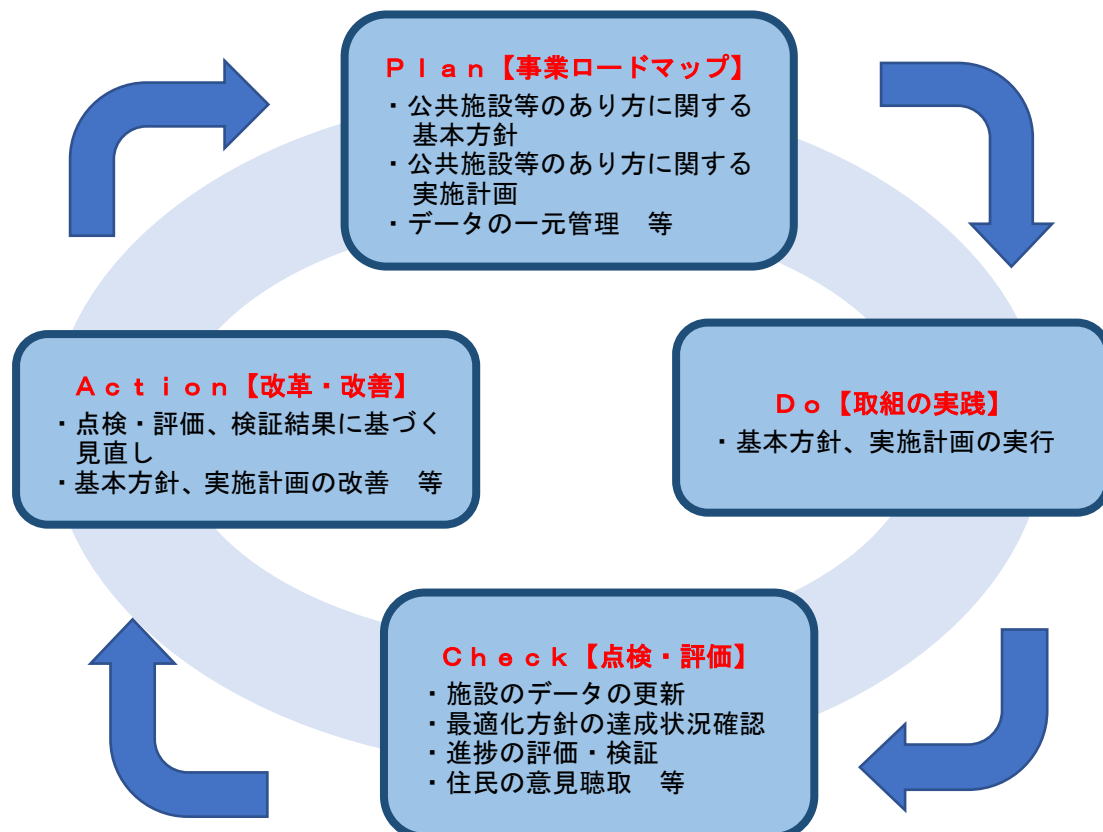 Ｐｌａｎ【事業ロードマップ】
・公共施設等のあり方に関する
基本方針
・公共施設等のあり方に関する
実施計画
・データの一元管理　等
Ｄｏ【取組の実践】
・基本方針、実施計画の実行
Ｃｈｅｃｋ【点検・評価】
・施設のデータの更新
・最適化方針の達成状況確認
・進捗の評価・検証
・住民の意見聴取　等
Ａｃｔｉｏｎ【改革・改善】
・点検・評価、検証結果に基づく
見直し
・基本方針、実施計画の改善　等